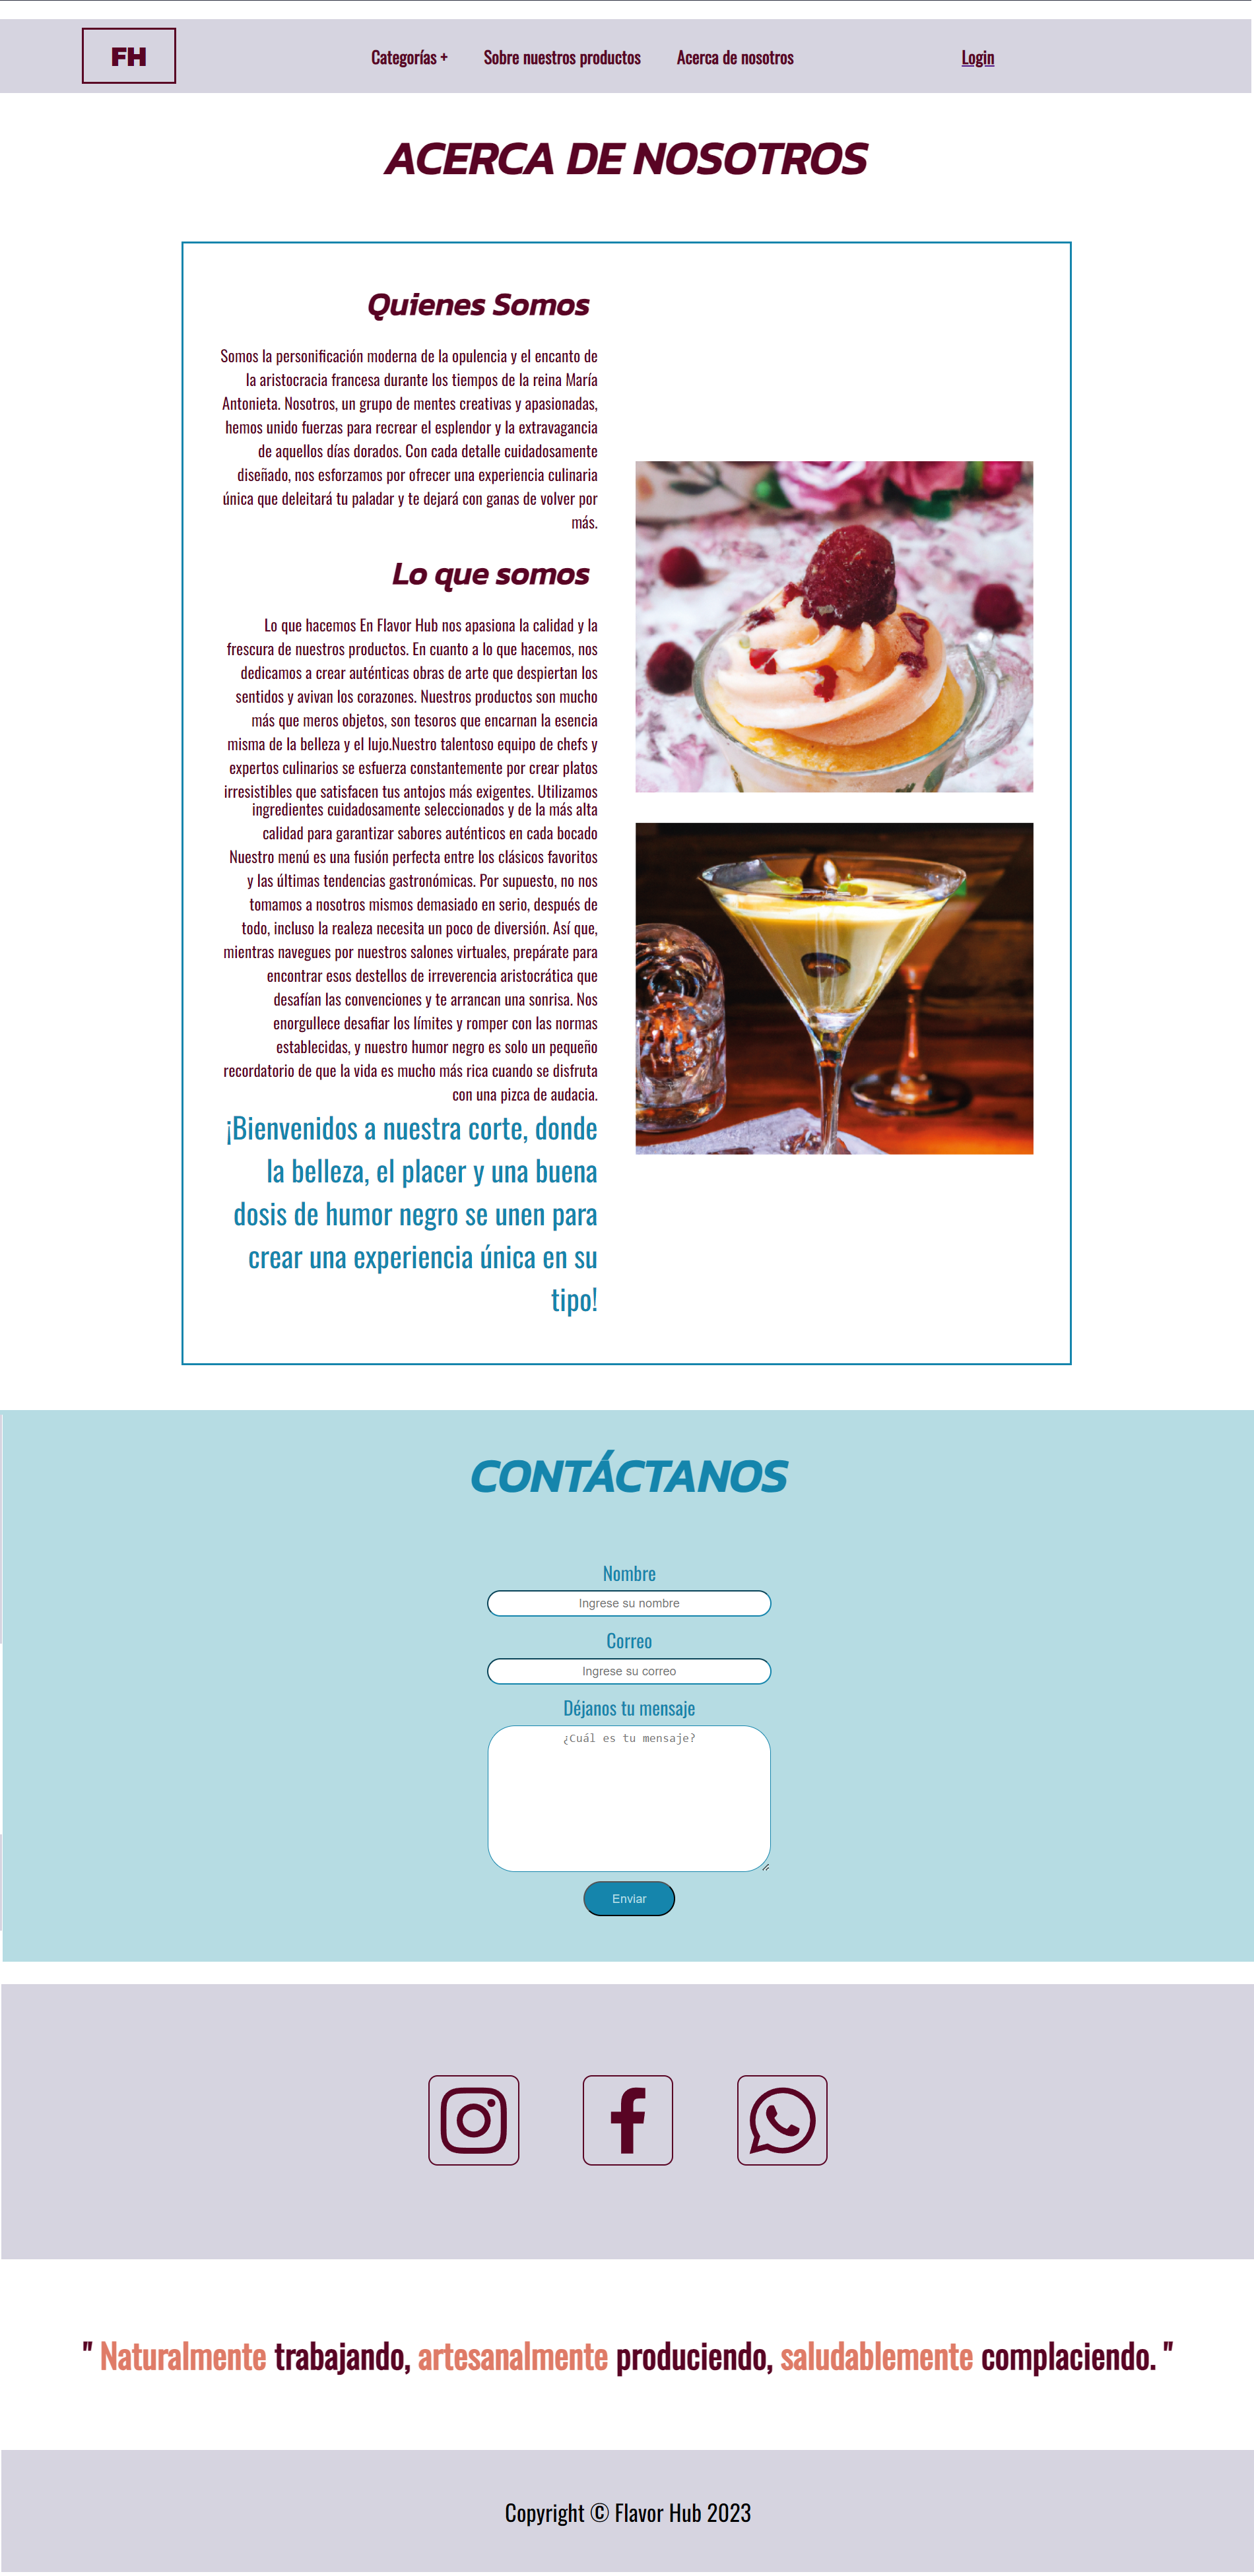 FH
Categorías +
Sobre nuestros productos
Acerca de nosotros
Login
ACERCA DE NOSOTROS
Quienes Somos
Somos la personificación moderna de la opulencia y el encanto de
la aristocracia francesa durante los tiempos de la reina María
Antonieta. Nosotros, un grupo de mentes creativas y apasionadas,
hemos unido fuerzas para recrear el esplendor y la extravagancia
de aquellos días dorados. Con cada detalle cuidadosamente
diseñado, nos esforzamos por ofrecer una experiencia culinaria
única que deleitará tu paladar y te dejará con ganas de volver por
más.
Lo que somos
Lo que hacemos En Flavor Hub nos apasiona la calidad y la
frescura de nuestros productos. En cuanto a lo que hacemos, nos
dedicamos a crear auténticas obras de arte que despiertan los
sentidos y avivan los corazones. Nuestros productos son mucho
más que meros objetos, son tesoros que encarnan la esencia
misma de la belleza y el lujo.Nuestro talentoso equipo de chefs y
expertos culinarios se esfuerza constantemente por crear platos
irresistibles que satisfacen tus antojos más exigentes. Utilizamos
ingredientes cuidadosamente seleccionados y de la más alta
calidad para garantizar sabores auténticos en cada bocado
Nuestro menú es una fusión perfecta entre los clásicos favoritos
y las últimas tendencias gastronómicas. Por supuesto, no nos
tomamos a nosotros mismos demasiado en serio, después de
todo, incluso la realeza necesita un poco de diversión. Así que,
mientras navegues por nuestros salones virtuales, prepárate para
encontrar esos destellos de irreverencia aristocrática que
desafían las convenciones y te arrancan una sonrisa. Nos
enorgullece desafiar los límites y romper con las normas
establecidas, y nuestro humor negro es solo un pequeño
recordatorio de que la vida es mucho más rica cuando se disfruta
con una pizca de audacia.
¡Bienvenidos a nuestra corte, donde
la belleza, el placer y una buena
dosis de humor negro se unen para
crear una experiencia única en su
tipo!
CONTÁCTANOS
Nombre
Ingrese su nombre
Correo
Ingrese su correo
Déjanos tu mensaje
¿Cuál es tu mensaje?
Enviar
" Naturalmente trabajando, artesanalmente produciendo, saludablemente complaciendo. "
Copyright © Flavor Hub 2023